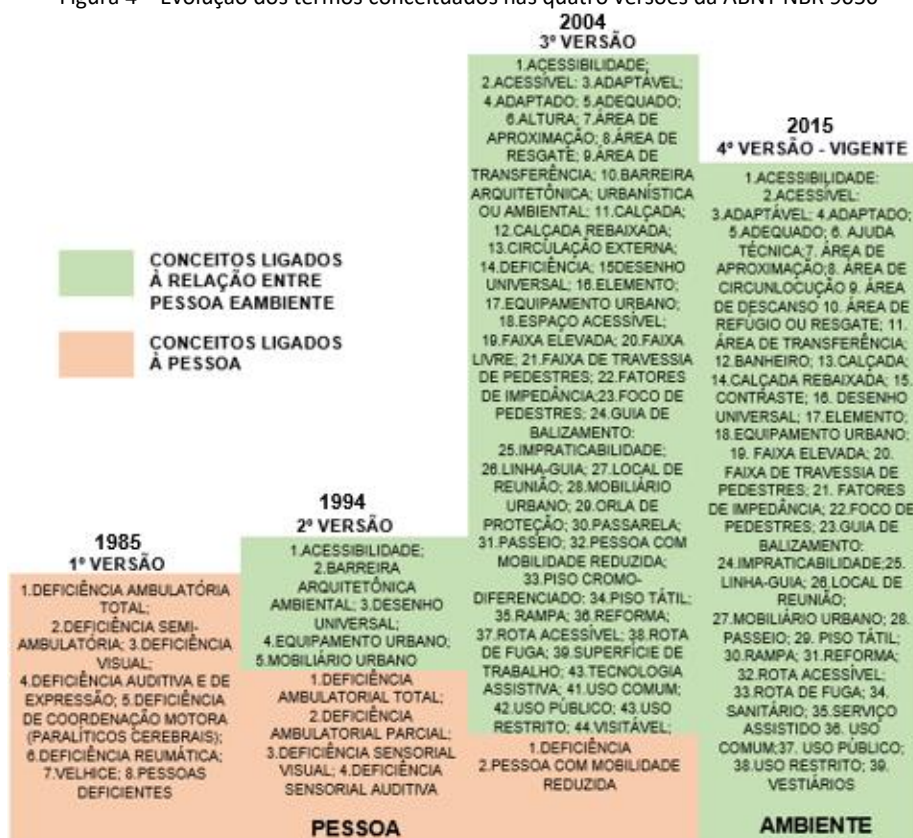 Figura 4 – Evolução dos termos conceituados nas quatro versões da ABNT NBR 9050
2004
3º VERSÃO
1.ACESSIBILIDADE;
2.ACESSÍVEL: 3.ADAPTÁVEL;
4.ADAPTADO; 5.ADEQUADO;
6.ALTURA; 7.ÁREA DE
APROXIMAÇÃO; 8.ÁREA DE
RESGATE; 9.ÁREA DE
TRANSFERÊNCIA; 10.BARREIRA
ARQUITETÔNICA; URBANÍSTICA
OU AMBIENTAL; 11.CALÇADA;
12.CALÇADA REBAIXADA;
13.CIRCULAÇÃO EXTERNA;
14.DEFICIÊNCIA; 15DESENHO
UNIVERSAL; 16.ELEMENTO;
17.EQUIPAMENTO URBANO;
18.ESPAÇO ACESSÍVEL;
19.FAIXA ELEVADA; 20.FAIXA
LIVRE; 21.FAIXA DE TRAVESSIA
DE PEDESTRES; 22.FATORES
DE IMPEDÂNCIA;23.FOCO DE
PEDESTRES; 24.GUIA DE
BALIZAMENTO:
25.IMPRATICABILIDADE;
26.LINHA-GUIA; 27.LOCAL DE
REUNIÃO; 28.MOBILIÁRIO
URBANO; 29.ORLA DE
PROTEÇÃO; 30.PASSARELA;
31.PASSEIO; 32.PESSOA COM
MOBILIDADE REDUZIDA;
33.PISO CROMO-
DIFERENCIADO: 34.PISO TÁTIL;
35.RAMPA; 36.REFORMA;
37.ROTA ACESSÍVEL; 38.ROTA
DE FUGA; 39.SUPERFÍCIE DE
TRABALHO; 43.TECNOLOGIA
ASSISTIVA; 41.USO COMUM;
42.USO PÚBLICO; 43.USO
RESTRITO; 44.VISITÁVEL;
1.DEFICIÊNCIA
2.PESSOA COM MOBILIDADE
REDUZIDA
2015
4º VERSÃO - VIGENTE
1.ACESSIBILIDADE:
2.ACESSÍVEL:
3.ADAPTÁVEL; 4.ADAPTADO;
5.ADEQUADO; 6. AJUDA
TÉCNICA;7. ÁREA DE
APROXIMAÇÃO;8. ÁREA DE
CIRCUNLOCUÇÃO 9. ÁREA
DE DESCANSO 10. ÁREA DE
REFÚGIO OU RESGATE; 11.
ÁREA DE TRANSFERÊNCIA;
12.BANHEIRO; 13.CALÇADA;
14.CALÇADA REBAIXADA; 15.
CONTRASTE; 16. DESENHO
UNIVERSAL; 17.ELEMENTO;
18.EQUIPAMENTO URBANO;
19. FAIXA ELEVADA; 20.
FAIXA DE TRAVESSIA DE
PEDESTRES; 21. FATORES
DE IMPEDÂNCIA; 22.FOCO DE
PEDESTRES; 23.GUIA DE
BALIZAMENTO:
24.IMPRATICABILIDADE;25.
LINHA-GUIA; 26.LOCAL DE
REUNIÃO;
27.MOBILIÁRIO URBANO; 28.
PASSEIO; 29. PISO TÁTIL;
30.RAMPA; 31.REFORMA;
32.ROTA ACESSÍVEL;
33.ROTA DE FUGA; 34.
SANITÁRIO; 35.SERVIÇO
ASSISTIDO 36. USO
COMUM;37. USO PÚBLICO;
38.USO RESTRITO; 39.
VESTIÁRIOS
CONCEITOS LIGADOS
À RELAÇÃO ENTRE
PESSOA EAMBIENTE
CONCEITOS LIGADOS
À PESSOA
1985
1º VERSÃO
1.DEFICIÊNCIA AMBULATÓRIA
TOTAL;
2.DEFICIÊNCIA SEMI-
AMBULATÓRIA; 3.DEFICIÊNCIA
VISUAL;
4.DEFICIÊNCIA AUDITIVA E DE
EXPRESSÃO; 5.DEFICIÊNCIA
DE COORDENAÇÃO MOTORA
(PARALÍTICOS CEREBRAIS);
6.DEFICIÊNCIA REUMÁTICA;
7.VELHICE; 8.PESSOAS
DEFICIENTES
1994
2º VERSÃO
1.ACESSIBILIDADE;
2.BARREIRA
ARQUITETÔNICA
AMBIENTAL; 3.DESENHO
UNIVERSAL;
4.EQUIPAMENTO URBANO;
5.MOBILIÁRIO URBANO
1.DEFICIÊNCIA
AMBULATORIAL TOTAL;
2.DEFICIÊNCIA
AMBULATORIAL PARCIAL;
3.DEFICIÊNCIA SENSORIAL
VISUAL; 4.DEFICIÊNCIA
SENSORIAL AUDITIVA
PESSOA
AMBIENTE